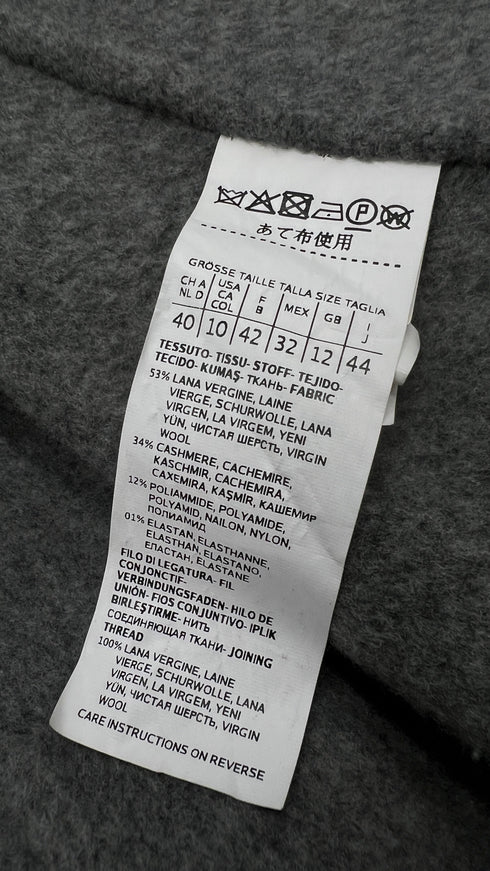 P W
あて布使用
GRÖSSE TAILLE TALLA SIZE TAGLIA
CH A NL D USA CA COL F B MEX GB I J
40 10 42 32 12 44
TESSUTO- TISSU- STOFF- TEJIDO-
TECIDO- KUMAŞ- ТКАНЬ- FABRIC
53% LANA VERGINE, LAINE
VIERGE, SCHURWOLLE, LANA
VIRGEN, LA VIRGEM, YENI
YÜN, ЧИСТАЯ ШЕРСТЬ, VIRGIN
WOOL
34% CASHMERE, CACHEMIRE,
KASCHMIR, CACHEMIRA,
CAXEMIRA, KAŞMIR, КАШЕМИР
12% POLIAMMIDE, POLYAMIDE,
POLYAMID, NAILON, NYLON,
ПОЛИАМИД
01% ELASTAN, ELASTHANNE,
ELASTHAN, ELASTANO,
ЕЛАСТАН, ELASTANE
FILO DI LEGATURA- FIL
CONJONCTIF-
VERBINDUNGSFADEN- HILO DE
UNIÓN- FIOS CONJUNTIVO- IPLIK
BIRLEŞTIRME- НИТЬ
СОЕДИНЯЮЩАЯ ТКАНИ- JOINING
THREAD
100% LANA VERGINE, LAINE
VIERGE, SCHURWOLLE, LANA
VIRGEN, LA VIRGEM, YENI
YÜN, ЧИСТАЯ ШЕРСТЬ, VIRGIN
WOOL
CARE INSTRUCTIONS ON REVERSE